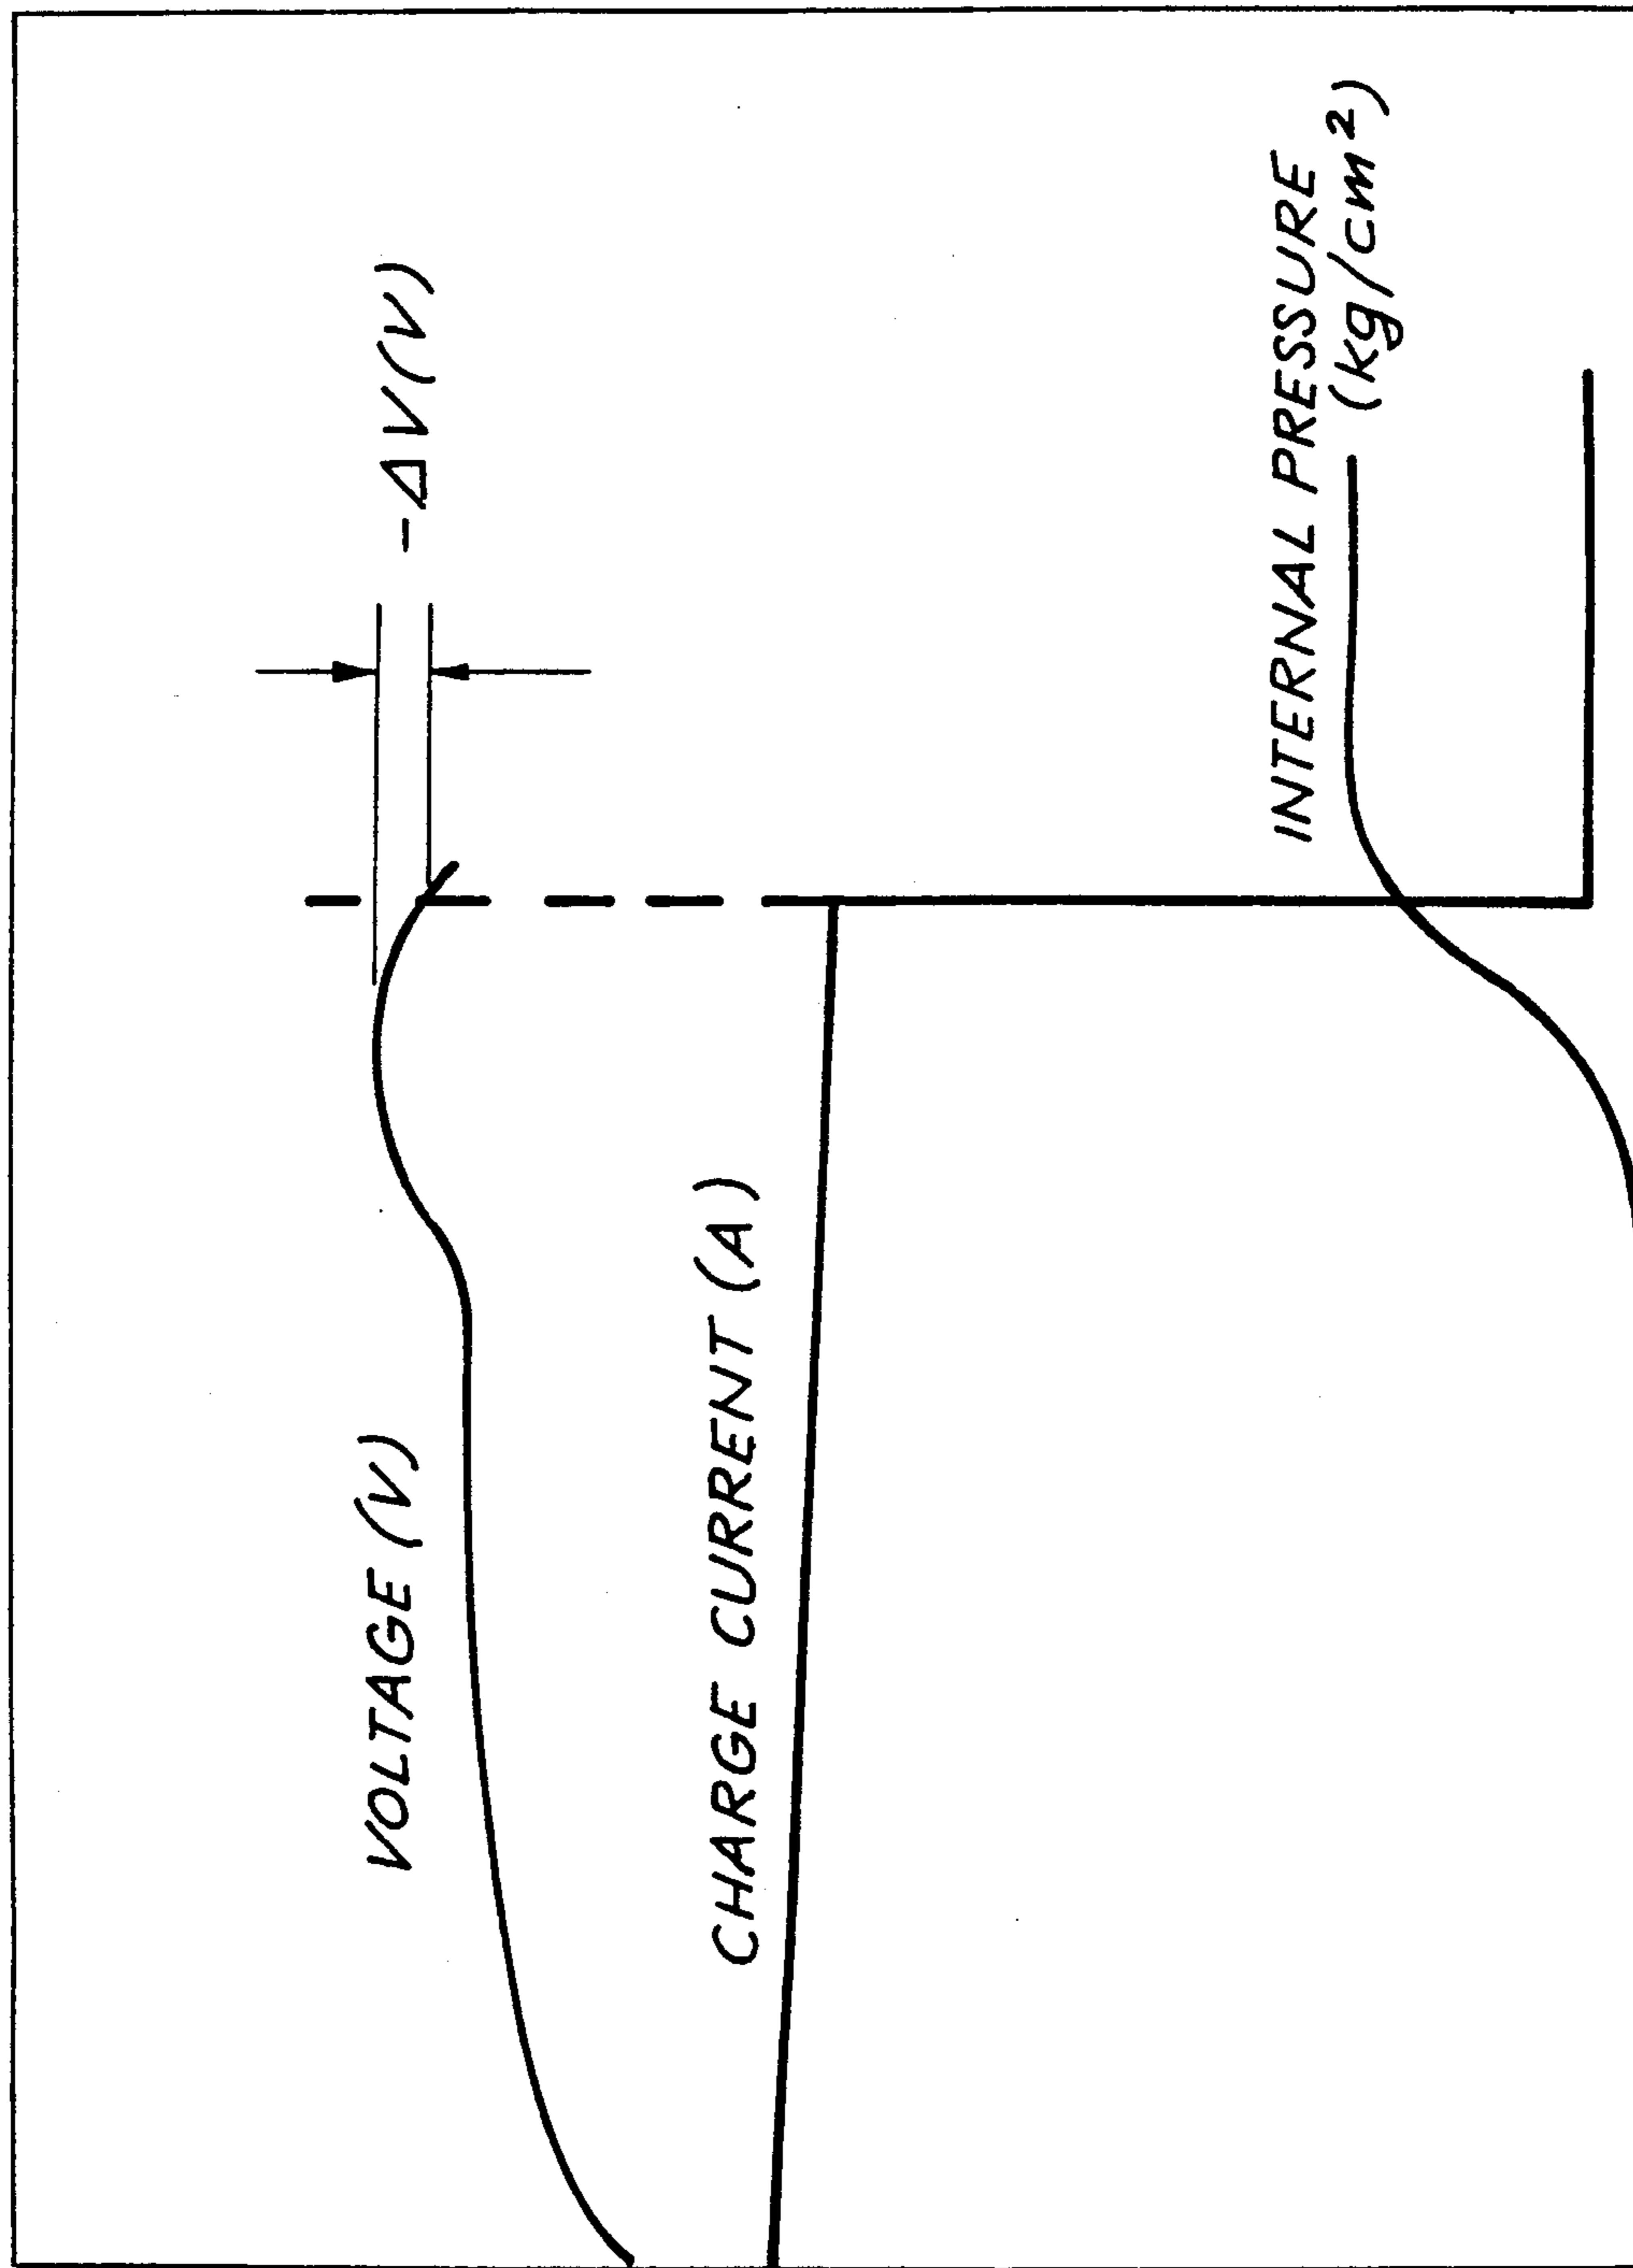 VOLTAGE (V)
-ΔV(V)
CHARGE CURRENT (A)
INTERNAL PRESSURE
(kg/cm²)